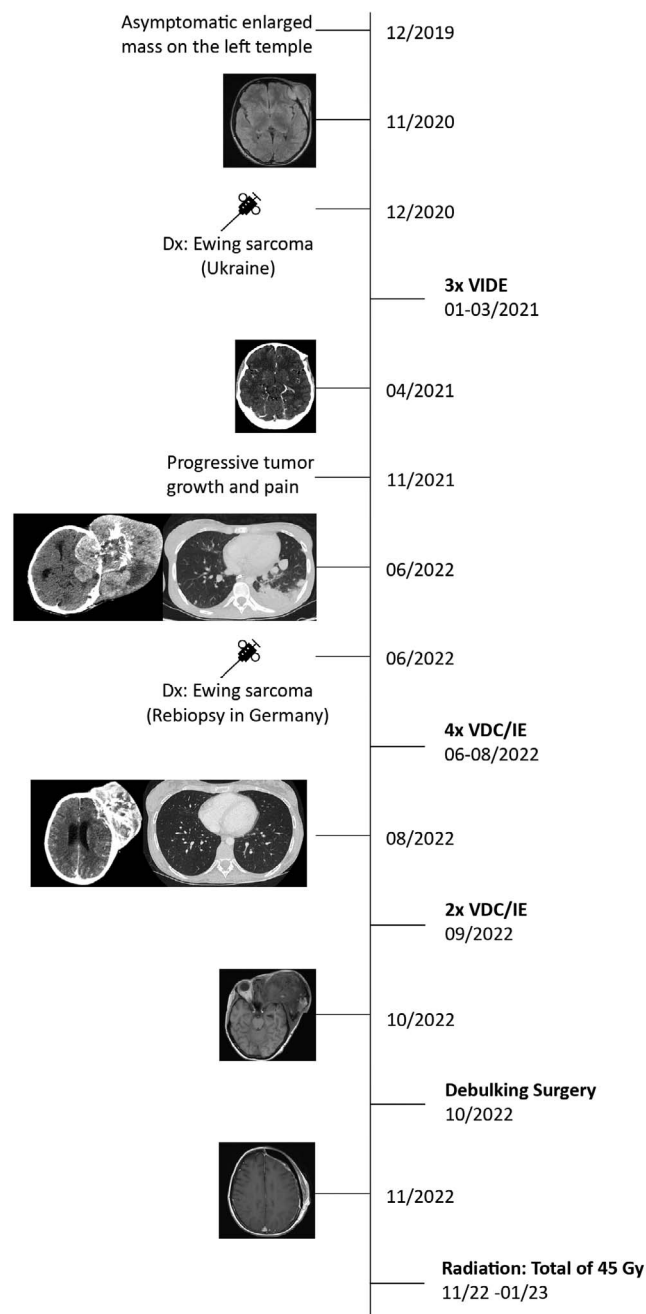 Asymptomatic enlarged
mass on the left temple
12/2019
11/2020
12/2020
Dx: Ewing sarcoma
(Ukraine)
3x VIDE
01-03/2021
04/2021
Progressive tumor
growth and pain
11/2021
06/2022
06/2022
Dx: Ewing sarcoma
(Rebiopsy in Germany)
4x VDC/IE
06-08/2022
08/2022
2x VDC/IE
09/2022
10/2022
Debulking Surgery
10/2022
11/2022
Radiation: Total of 45 Gy
11/22 -01/23